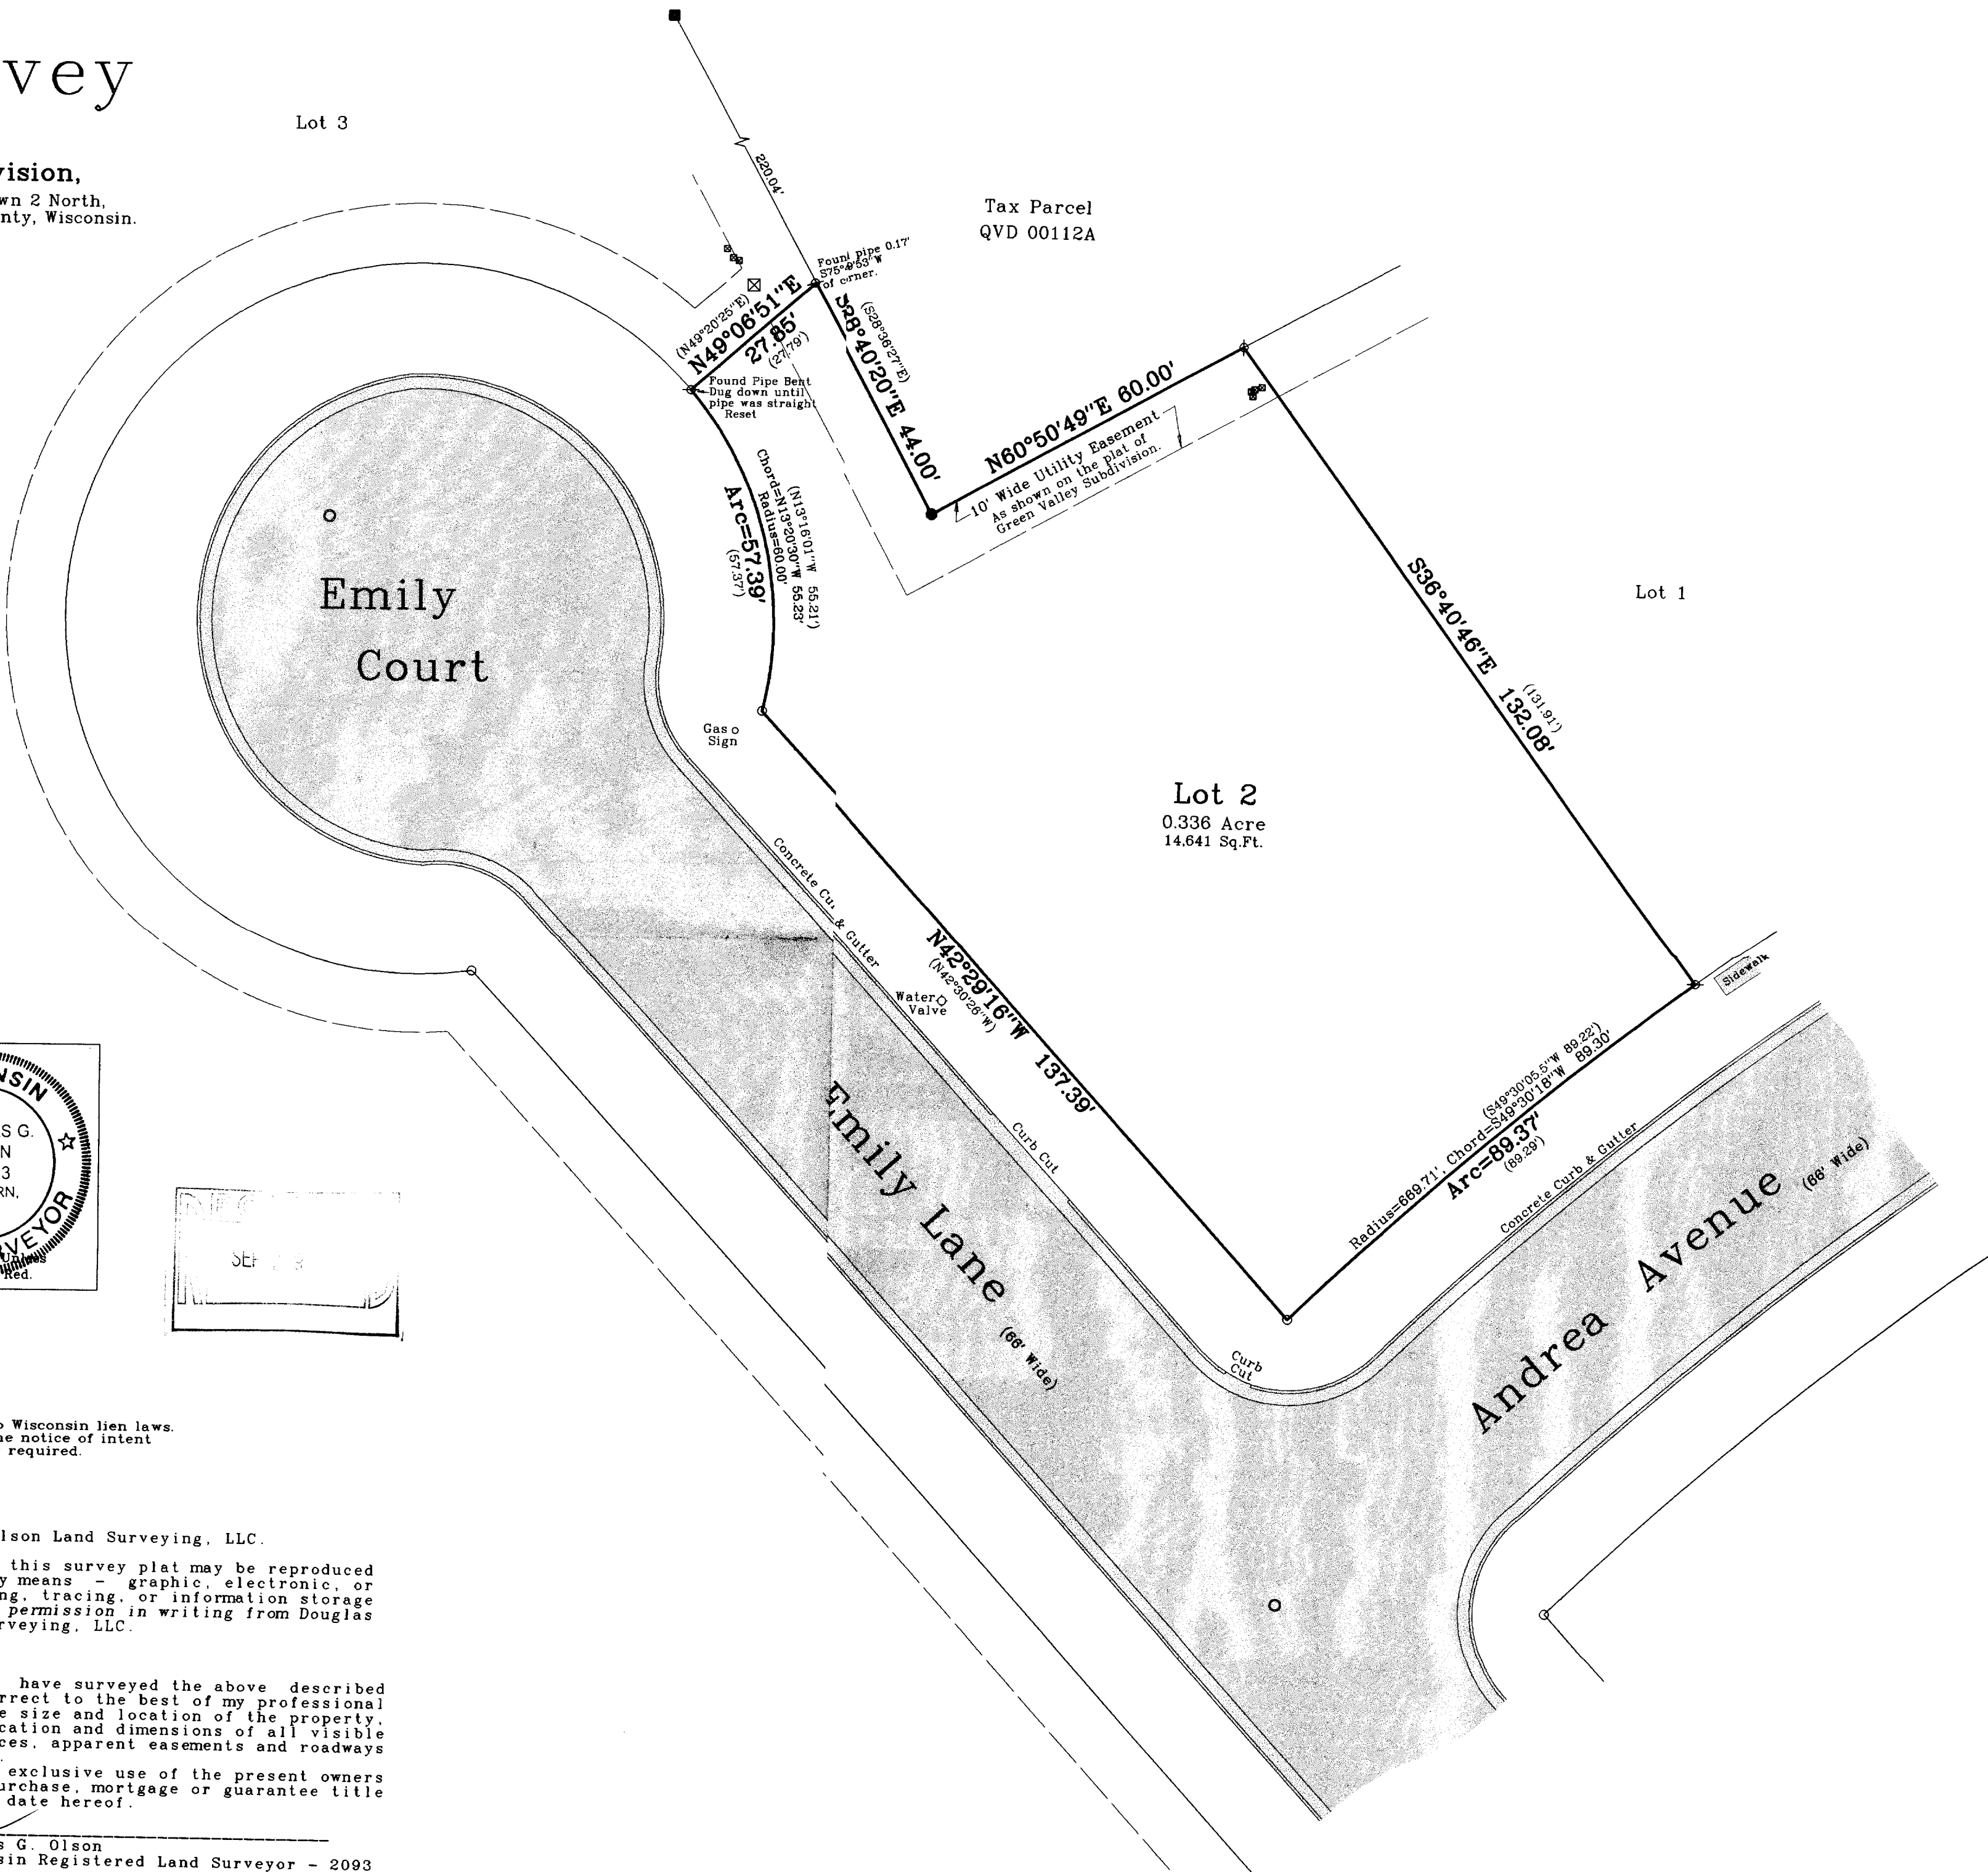 vey
Lot 3
vision,
wn 2 North,
nty, Wisconsin.
220.04'
Tax Parcel
QVD 00112A
Found pipe 0.17'
of corner.
(N49°20'25"E)
N49°06'51"E
27.85'
(27.79')
(S28°36'27"E)
S28°40'20"E 44.00'
Found Pipe Bent
Dug down until
pipe was straight
Reset
N60°50'49"E 60.00'
10' Wide Utility Easement
As shown on the plat of
Green Valley Subdivision.
(N13°16'01"W 55.21')
Chord=N13°20'30"W 55.23'
Radius=60.00'
Arc=57.39'
(57.37')
Emily
Court
S36°40'46"E 132.08'
(131.91')
Lot 1
Gas
Sign
Lot 2
0.336 Acre
14,641 Sq.Ft.
Concrete Cu
& Gutter
N42°29'16"W 137.39'
(N42°30'26"W)
Water
Valve
Sidewalk
(S49°30'05.5"W 89.22')
Radius=669.71', Chord=S49°30'18"W 89.30'
Arc=89.37'
(89.29')
Concrete Curb & Gutter
Curb Cut
Emily Lane
(66' Wide)
Andrea Avenue
(66' Wide)
Curb
Cut
NSIN
S G.
N
3
RN,
VEYOR
Unless
Red.
SEP
o Wisconsin lien laws.
ne notice of intent
required.
lson Land Surveying, LLC.
this survey plat may be reproduced
y means - graphic, electronic, or
ng, tracing, or information storage
permission in writing from Douglas
rveying, LLC.
have surveyed the above described
rrect to the best of my professional
e size and location of the property,
cation and dimensions of all visible
ces, apparent easements and roadways
exclusive use of the present owners
urchase, mortgage or guarantee title
date hereof.
s G. Olson
sin Registered Land Surveyor - 2093